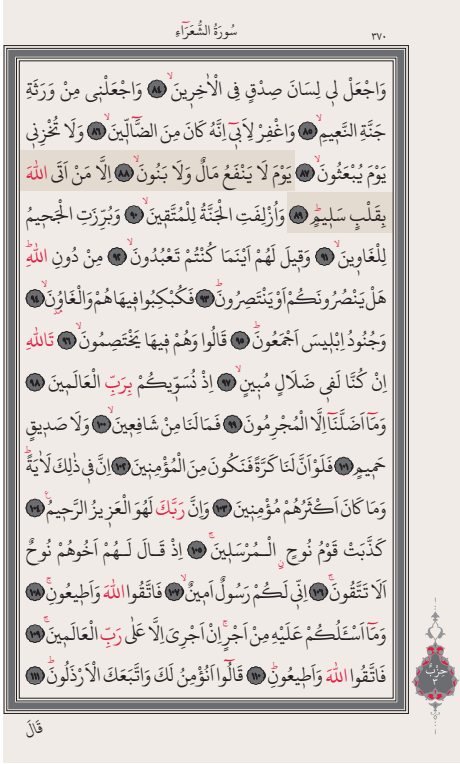 ٣٧٠
سُورَةُ الشُّعَرَاءِ
وَاجْعَلْ لٖى لِسَانَ صِدْقٍ فِى الْاٰخِرٖينَۙ ﴿٨٤﴾ وَاجْعَلْنٖى مِنْ وَرَثَةِ
جَنَّةِ النَّعٖيمِۙ ﴿٨٥﴾ وَاغْفِرْ لِاَبٖٓى اِنَّهُ كَانَ مِنَ الضَّٓالّٖينَۙ ﴿٨٦﴾ وَلَا تُخْزِنٖى
يَوْمَ يُبْعَثُونَۙ ﴿٨٧﴾ يَوْمَ لَا يَنْفَعُ مَالٌ وَلَا بَنُونَۙ ﴿٨٨﴾ اِلَّا مَنْ اَتَى اللّٰهَ
بِقَلْبٍ سَلٖيمٍؕ ﴿٨٩﴾ وَاُزْلِفَتِ الْجَنَّةُ لِلْمُتَّقٖينَۙ ﴿٩٠﴾ وَبُرِّزَتِ الْجَحٖيمُ
لِلْغَاوٖينَۙ ﴿٩١﴾ وَقٖيلَ لَهُمْ اَيْنَمَا كُنْتُمْ تَعْبُدُونَۙ ﴿٩٢﴾ مِنْ دُونِ اللّٰهِؕ
هَلْ يَنْصُرُونَكُمْ اَوْ يَنْتَصِرُونَؕ ﴿٩٣﴾ فَكُبْكِبُوا فٖيهَا هُمْ وَالْغَاوُ۫نَۙ ﴿٩٤﴾
وَجُنُودُ اِبْلٖيسَ اَجْمَعُونَؕ ﴿٩٥﴾ قَالُوا وَهُمْ فٖيهَا يَخْتَصِمُونَۙ ﴿٩٦﴾ تَاللّٰهِ
اِنْ كُنَّا لَفٖى ضَلَالٍ مُبٖينٍۙ ﴿٩٧﴾ اِذْ نُسَوّٖيكُمْ بِرَبِّ الْعَالَمٖينَ ﴿٩٨﴾
وَمَٓا اَضَلَّنَٓا اِلَّا الْمُجْرِمُونَ ﴿٩٩﴾ فَمَا لَنَا مِنْ شَافِعٖينَۙ ﴿١٠٠﴾ وَلَا صَدٖيقٍ
حَمٖيمٍ ﴿١٠١﴾ فَلَوْ اَنَّ لَنَا كَرَّةً فَنَكُونَ مِنَ الْمُؤْمِنٖينَ ﴿١٠٢﴾ اِنَّ فٖى ذٰلِكَ لَاٰيَةًؕ
وَمَا كَانَ اَكْثَرُهُمْ مُؤْمِنٖينَ ﴿١٠٣﴾ وَاِنَّ رَبَّكَ لَهُوَ الْعَزٖيزُ الرَّحٖيمُ۟ ﴿١٠٤﴾
كَذَّبَتْ قَوْمُ نُوحٍ الْمُرْسَلٖينَۚ ﴿١٠٥﴾ اِذْ قَالَ لَهُمْ اَخُوهُمْ نُوحٌ
اَلَا تَتَّقُونَۚ ﴿١٠٦﴾ اِنّٖى لَكُمْ رَسُولٌ اَمٖينٌۙ ﴿١٠٧﴾ فَاتَّقُوا اللّٰهَ وَاَطٖيعُونِۚ ﴿١٠٨﴾
وَمَٓا اَسْـَٔلُكُمْ عَلَيْهِ مِنْ اَجْرٍۚ اِنْ اَجْرِىَ اِلَّا عَلٰى رَبِّ الْعَالَمٖينَۚ ﴿١٠٩﴾
فَاتَّقُوا اللّٰهَ وَاَطٖيعُونِؕ ﴿١١٠﴾ قَالُٓوا اَنُؤْمِنُ لَكَ وَاتَّبَعَكَ الْاَرْذَلُونَؕ ﴿١١١﴾
حِزْبُ
٣
قَالَ